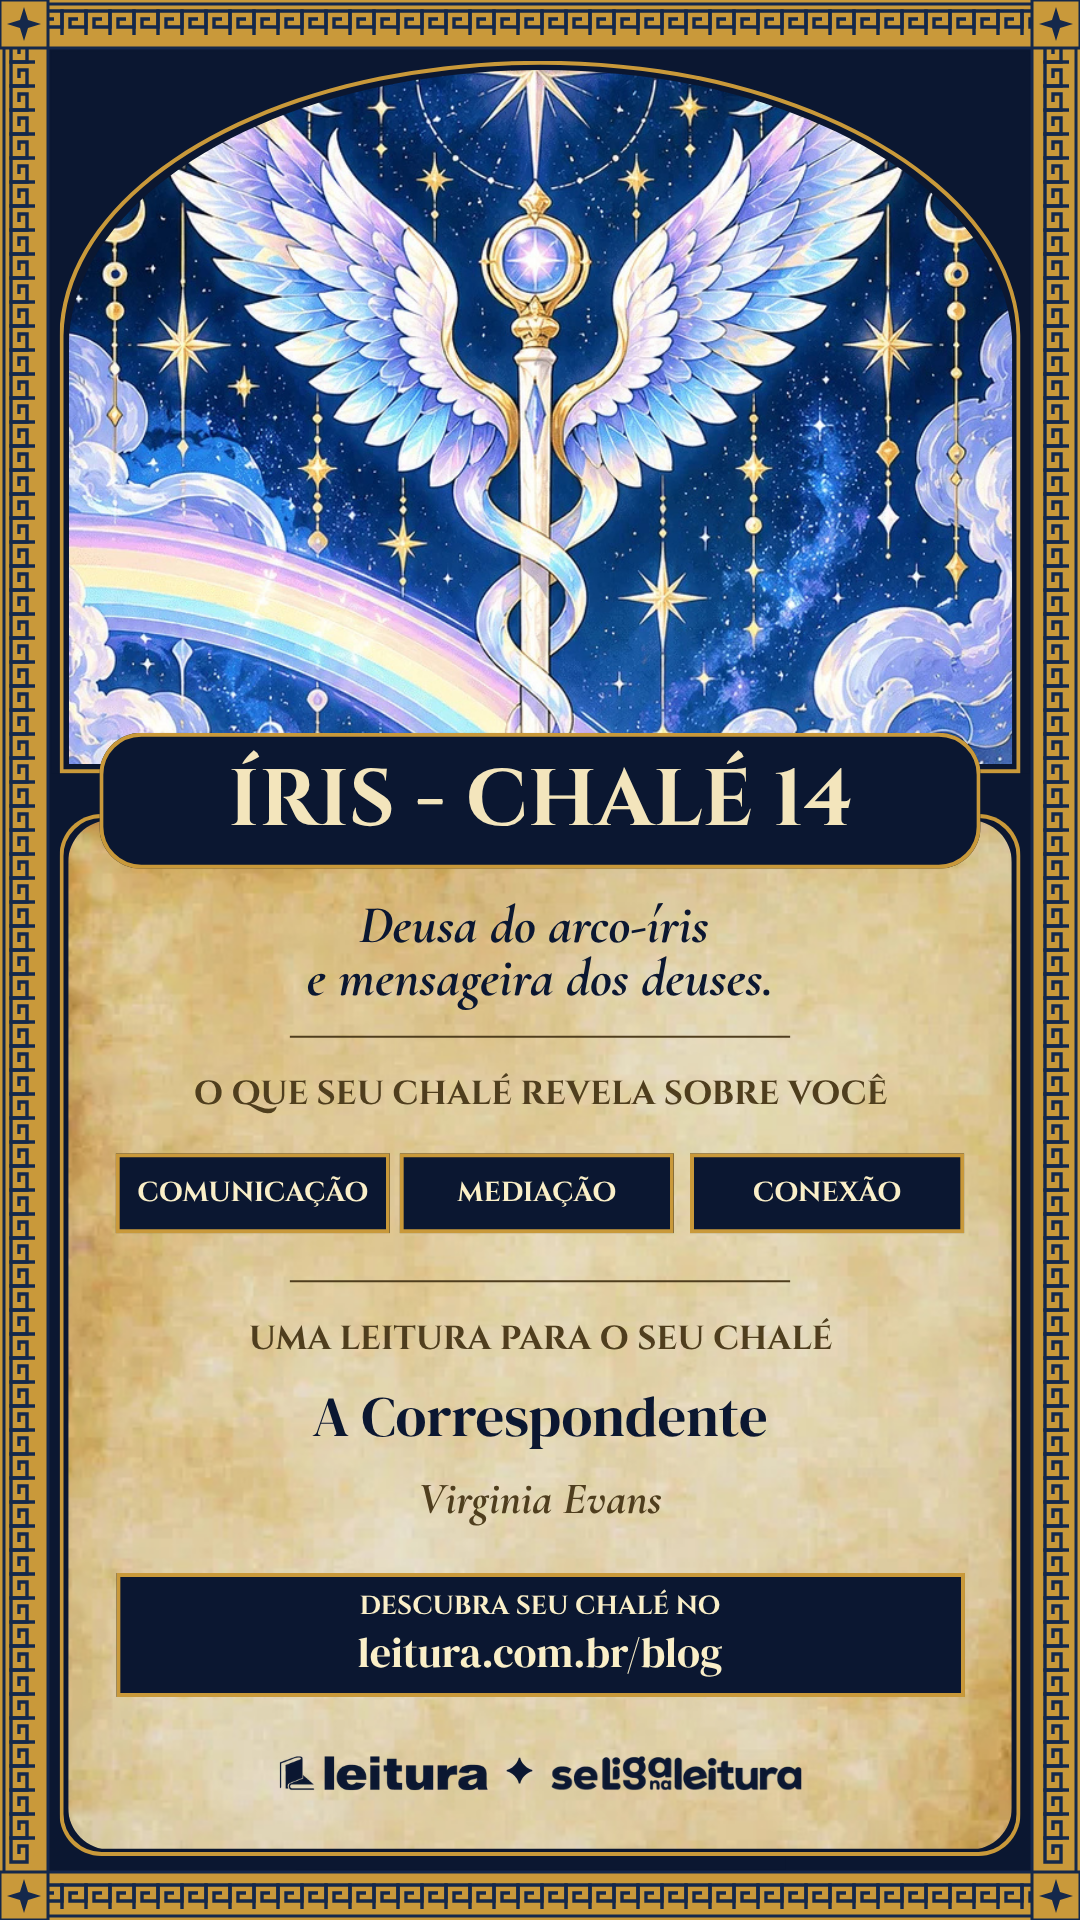 ÍRIS - CHALÉ 14
Deusa do arco-íris
e mensageira dos deuses.
O QUE SEU CHALÉ REVELA SOBRE VOCÊ
COMUNICAÇÃO
MEDIAÇÃO
CONEXÃO
UMA LEITURA PARA O SEU CHALÉ
A Correspondente
Virginia Evans
DESCUBRA SEU CHALÉ NO
leitura.com.br/blog
leitura
seliganaleitura